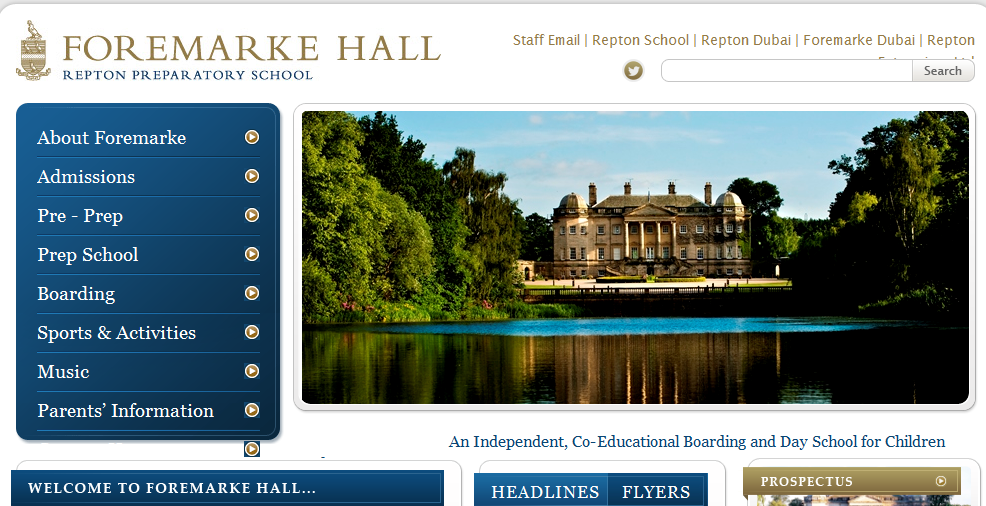 FOREMARKE HALL
REPTON PREPARATORY SCHOOL
Staff Email | Repton School | Repton Dubai | Foremarke Dubai | Repton
Search
About Foremarke
Admissions
Pre - Prep
Prep School
Boarding
Sports & Activities
Music
Parents’ Information
An Independent, Co-Educational Boarding and Day School for Children
WELCOME TO FOREMARKE HALL...
HEADLINES FLYERS
PROSPECTUS